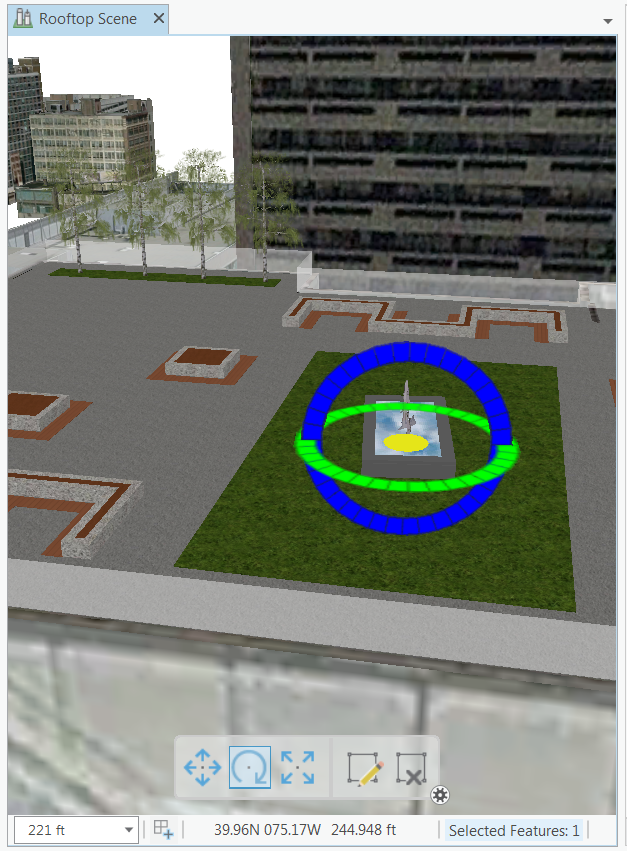 Rooftop Scene
221 ft
39.96N 075.17W 244.948 ft
Selected Features: 1